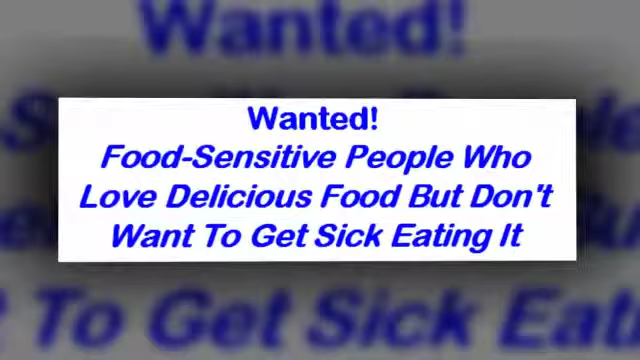 Wanted!
Food-Sensitive People Who
Love Delicious Food But Don't
Want To Get Sick Eating It